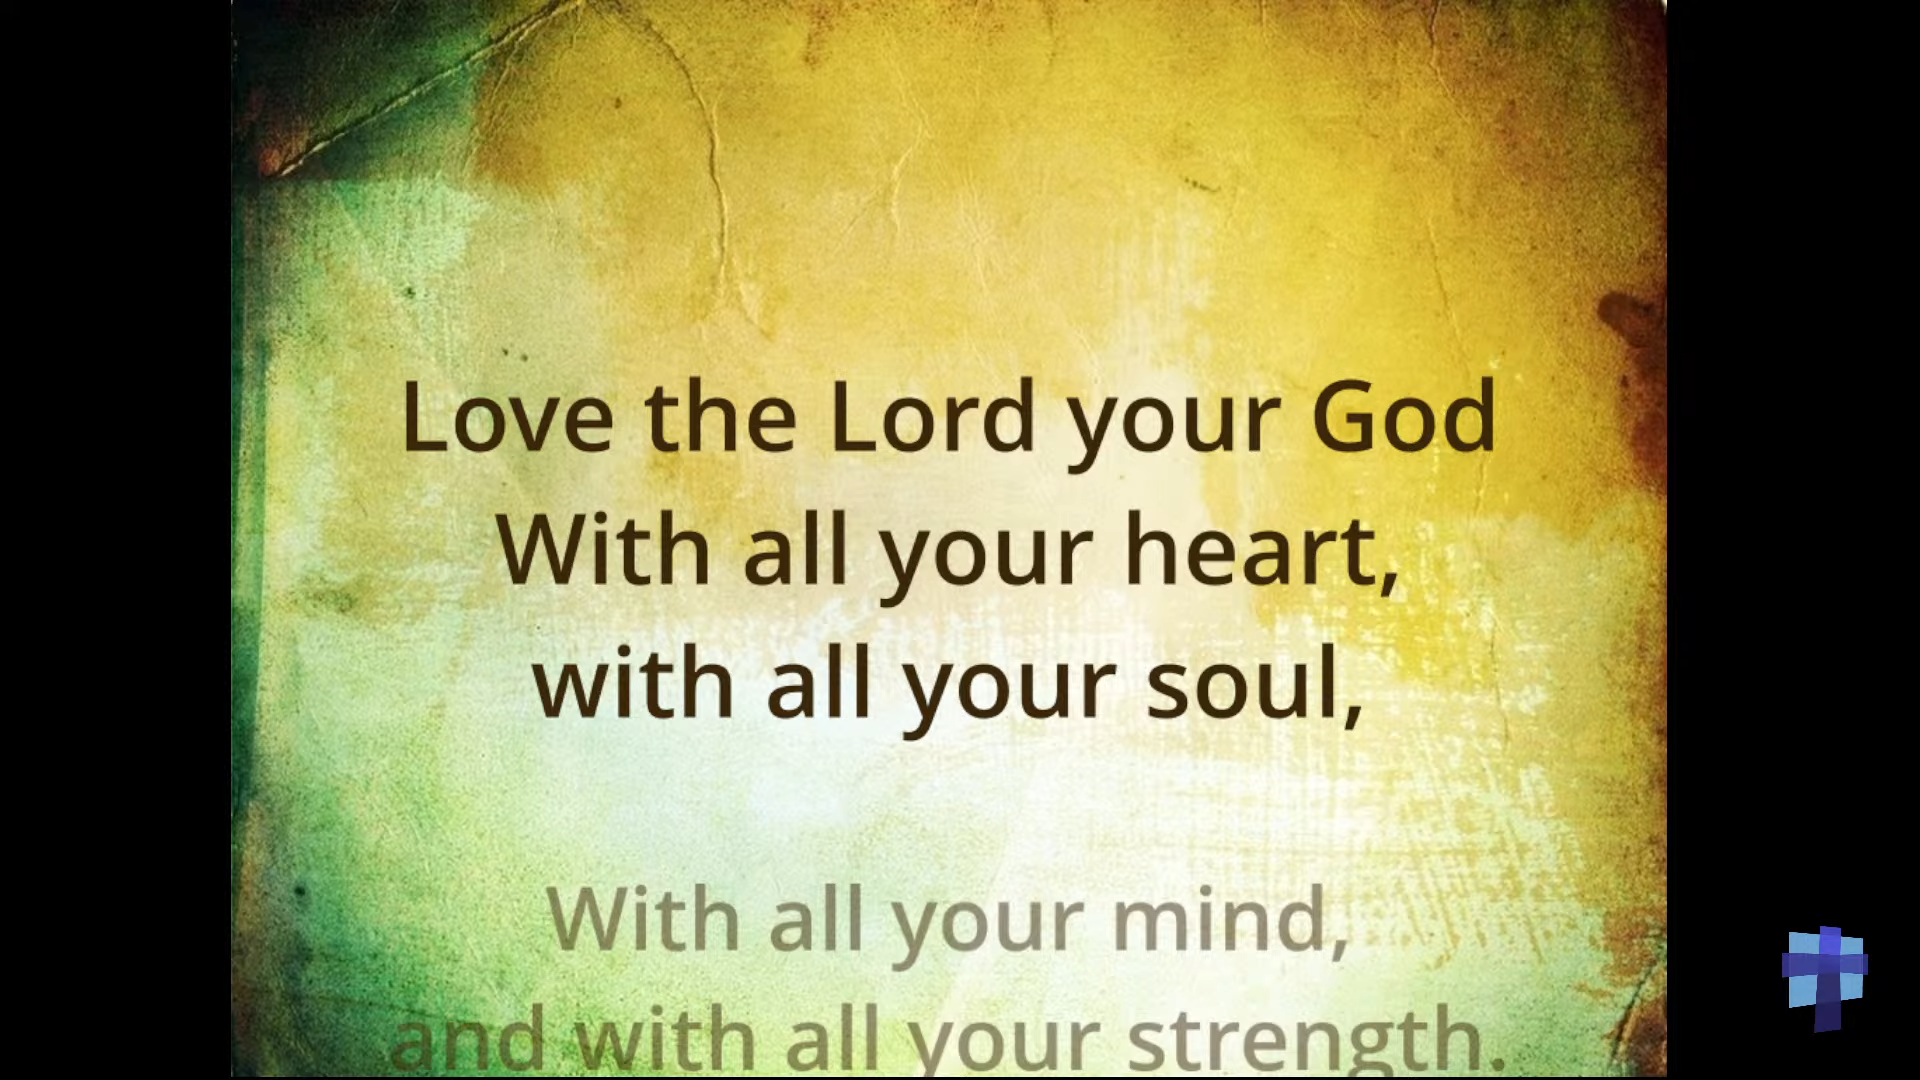 Love the Lord your God
With all your heart,
with all your soul,
With all your mind,
and with all your strength.